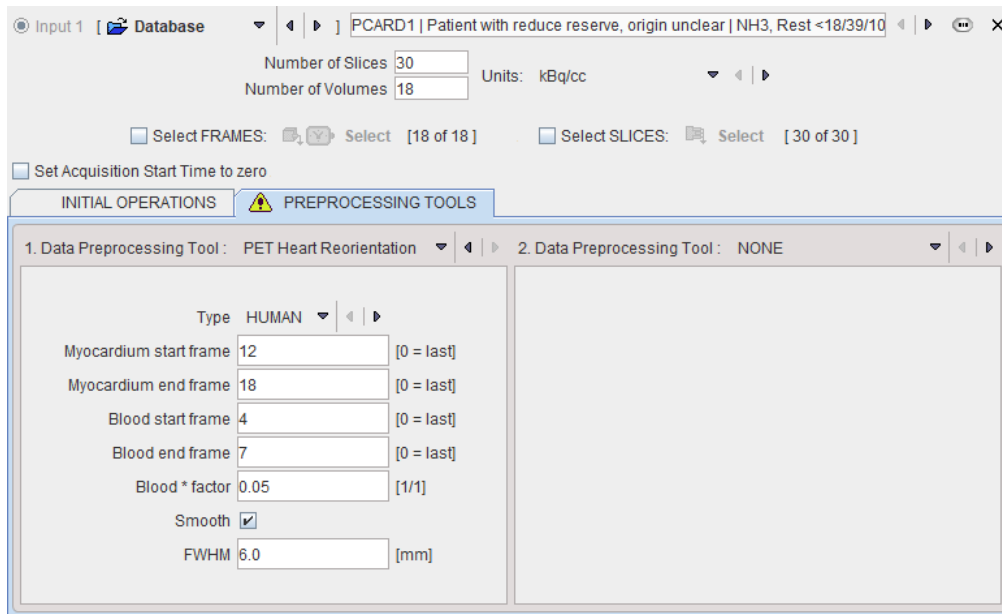 Input 1 [ Database ] PCARD1 | Patient with reduce reserve, origin unclear | NH3, Rest <18/39/10
Number of Slices 30
Number of Volumes 18
Units: kBq/cc
Select FRAMES: Select [18 of 18 ] Select SLICES: Select [ 30 of 30 ]
Set Acquisition Start Time to zero
INITIAL OPERATIONS PREPROCESSING TOOLS
1. Data Preprocessing Tool : PET Heart Reorientation 2. Data Preprocessing Tool : NONE
Type HUMAN
Myocardium start frame 12 [0 = last]
Myocardium end frame 18 [0 = last]
Blood start frame 4 [0 = last]
Blood end frame 7 [0 = last]
Blood * factor 0.05 [1/1]
Smooth
FWHM 6.0 [mm]